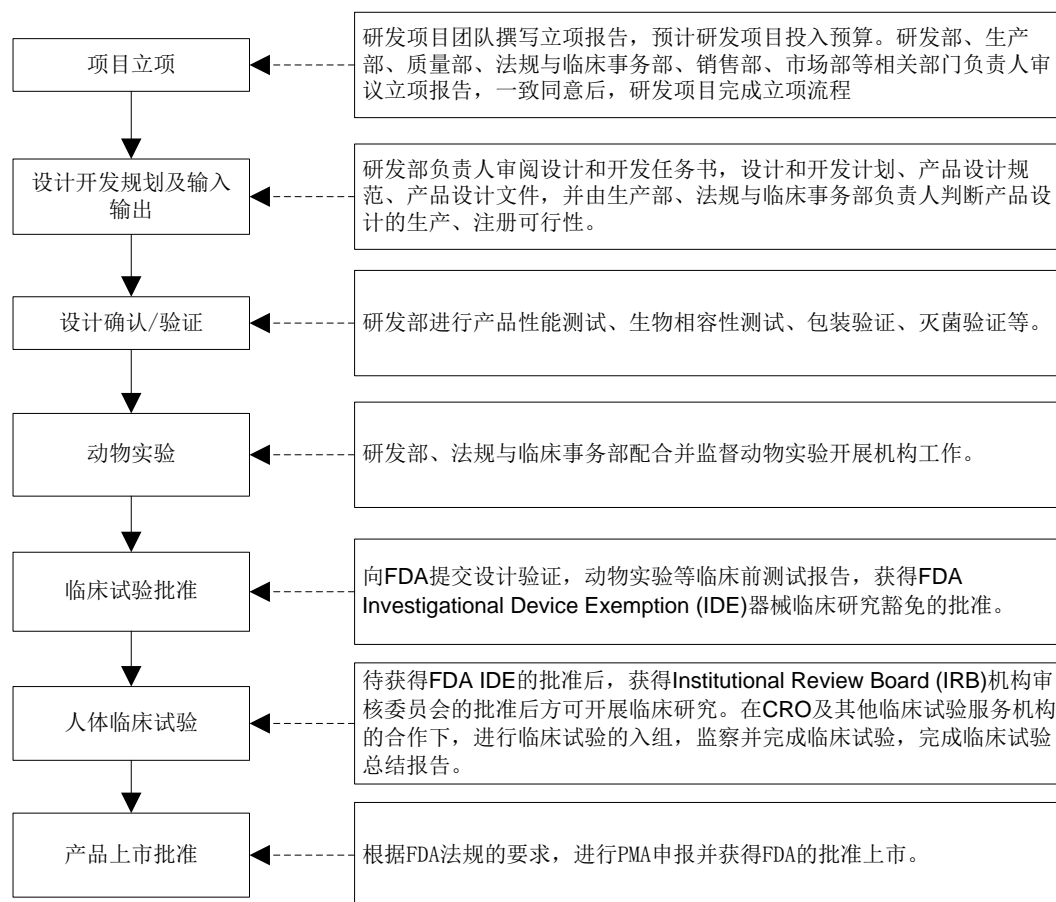 项目立项
研发项目团队撰写立项报告，预计研发项目投入预算。研发部、生产
部、质量部、法规与临床事务部、销售部、市场部等相关部门负责人审
议立项报告，一致同意后，研发项目完成立项流程
设计开发规划及输入
输出
研发部负责人审阅设计和开发任务书，设计和开发计划、产品设计规
范、产品设计文件，并由生产部、法规与临床事务部负责人判断产品设
计的生产、注册可行性。
设计确认/验证
研发部进行产品性能测试、生物相容性测试、包装验证、灭菌验证等。
动物实验
研发部、法规与临床事务部配合并监督动物实验开展机构工作。
临床试验批准
向FDA提交设计验证，动物实验等临床前测试报告，获得FDA
Investigational Device Exemption (IDE)器械临床研究豁免的批准。
人体临床试验
待获得FDA IDE的批准后，获得Institutional Review Board (IRB)机构审
核委员会的批准后方可开展临床研究。在CRO及其他临床试验服务机构
的合作下，进行临床试验的入组，监察并完成临床试验，完成临床试验
总结报告。
产品上市批准
根据FDA法规的要求，进行PMA申报并获得FDA的批准上市。